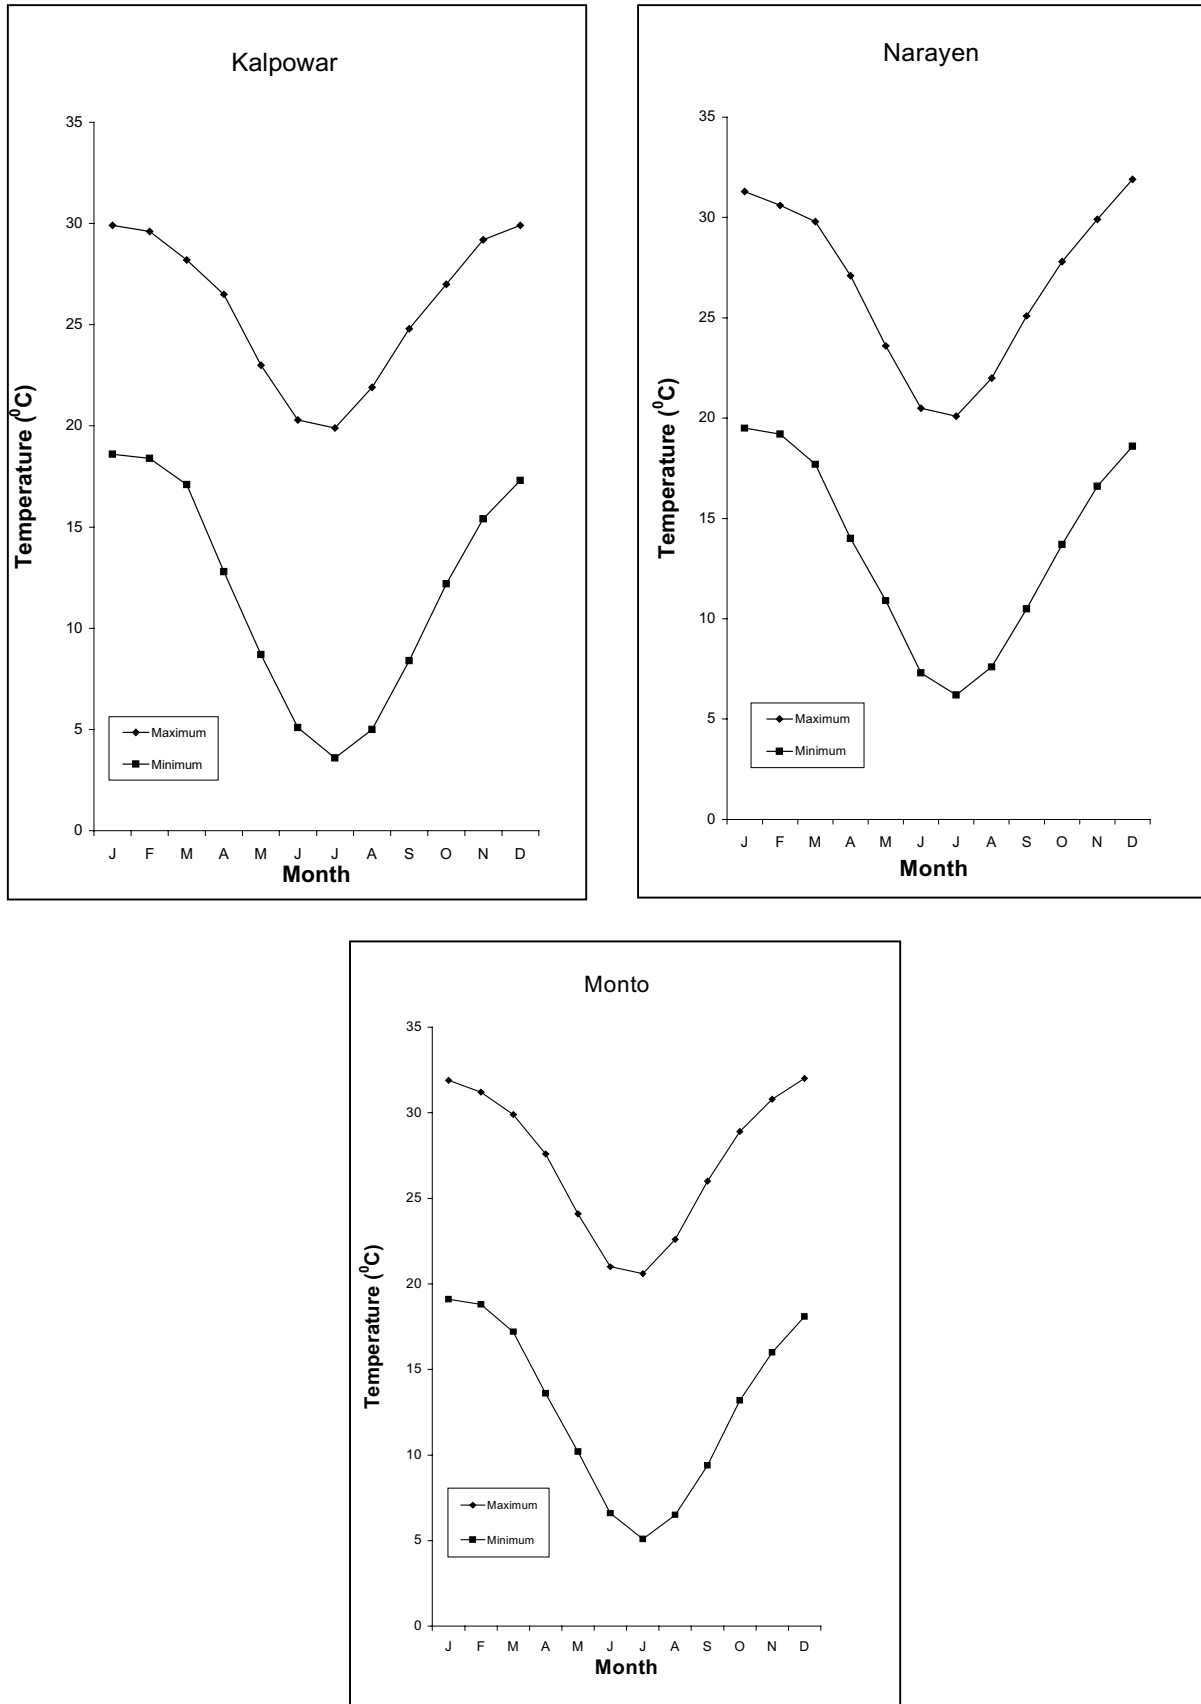 Kalpowar
35
30
25
20
15
10
5
0
Temperature (⁰C)
Maximum
Minimum
J F M A M J J A S O N D
Month
Narayen
35
30
25
20
15
10
5
0
Temperature (⁰C)
Maximum
Minimum
J F M A M J J A S O N D
Month
Monto
35
30
25
20
15
10
5
0
Temperature (⁰C)
Maximum
Minimum
J F M A M J J A S O N D
Month